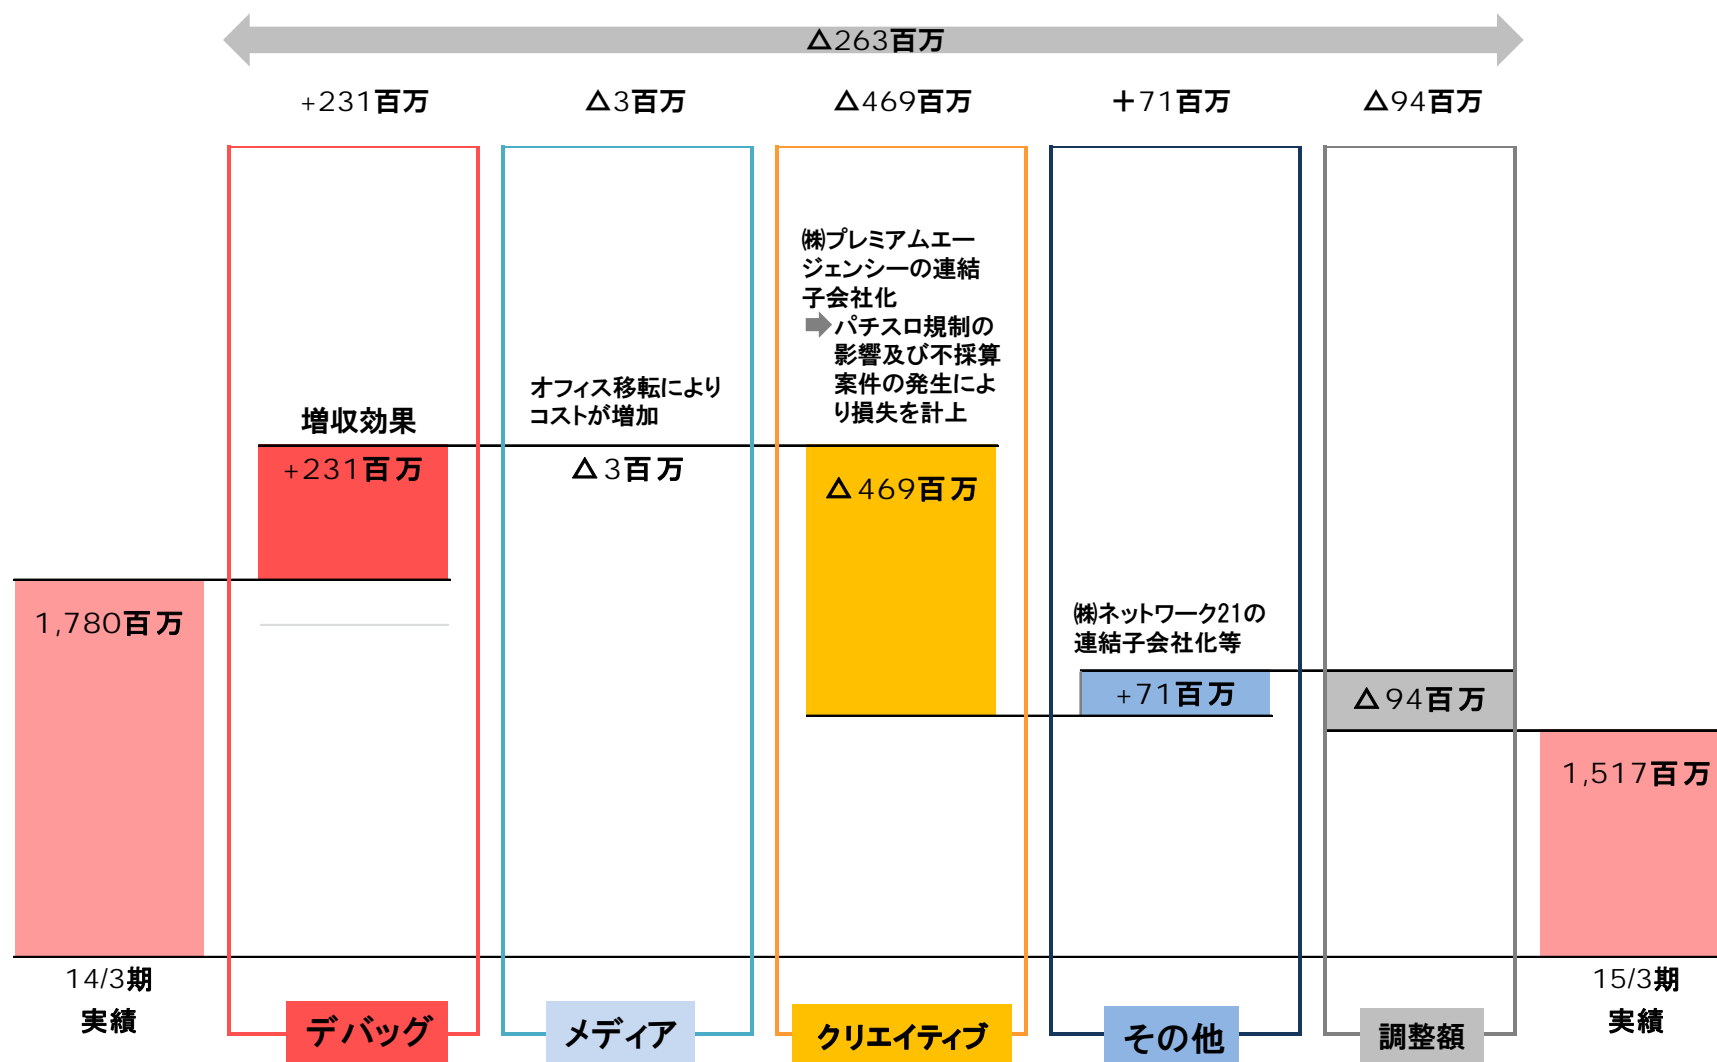 △263百万
+231百万
△3百万
△469百万
＋71百万
△94百万
㈱プレミアムエー
ジェンシーの連結
子会社化
パチスロ規制の
影響及び不採算
案件の発生によ
り損失を計上
オフィス移転により
コストが増加
増収効果
+231百万
△3百万
△469百万
1,780百万
㈱ネットワーク21の
連結子会社化等
+71百万
△94百万
1,517百万
14/3期
実績
15/3期
実績
デバッグ
メディア
クリエイティブ
その他
調整額